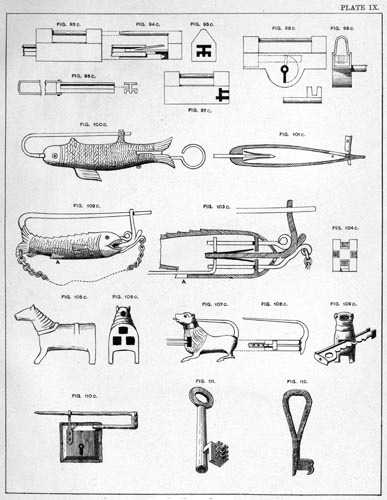 PLATE IX.
FIG. 93 C.
FIG. 94 C.
FIG. 95 C.
FIG. 98 C.
FIG. 99 C.
FIG. 96 C.
FIG. 97 C.
FIG. 100 C.
FIG. 101 C.
FIG. 102 C.
FIG. 103 C.
FIG. 104 C.
A
A
FIG. 105 C.
FIG. 106 C.
FIG. 107 C.
FIG. 108 C.
FIG. 109 C.
FIG. 110 C.
FIG. 111.
FIG. 112.